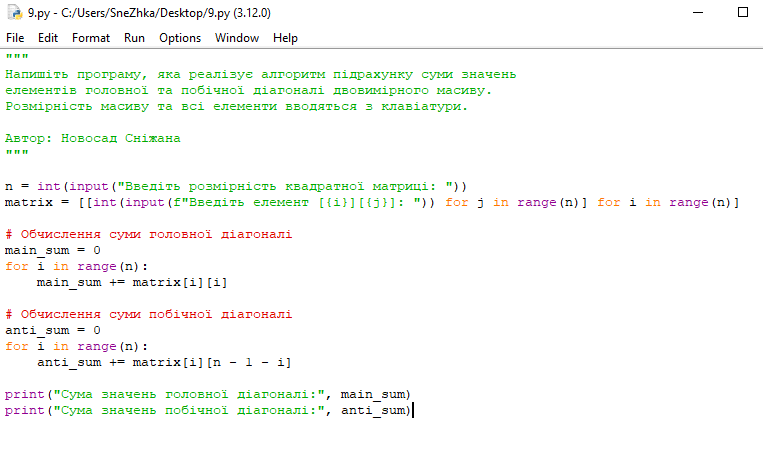 9.py - C:/Users/SneZhka/Desktop/9.py (3.12.0)
File Edit Format Run Options Window Help
"""
Напишіть програму, яка реалізує алгоритм підрахунку суми значень
елементів головної та побічної діагоналі двовимірного масиву.
Розмірність масиву та всі елементи вводяться з клавіатури.
Автор: Новосад Сніжана
"""
n = int(input("Введіть розмірність квадратної матриці: "))
matrix = [[int(input(f"Введіть елемент [{i}][{j}]: ")) for j in range(n)] for i in range(n)]
# Обчислення суми головної діагоналі
main_sum = 0
for i in range(n):
    main_sum += matrix[i][i]
# Обчислення суми побічної діагоналі
anti_sum = 0
for i in range(n):
    anti_sum += matrix[i][n - 1 - i]
print("Сума значень головної діагоналі:", main_sum)
print("Сума значень побічної діагоналі:", anti_sum)